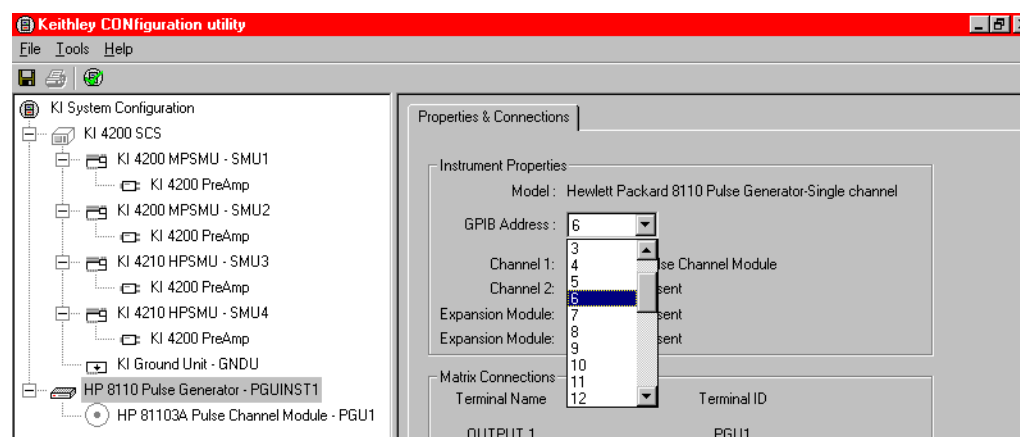 Keithley CONfiguration utility
File Tools Help
KI System Configuration
KI 4200 SCS
KI 4200 MPSMU - SMU1
KI 4200 PreAmp
KI 4200 MPSMU - SMU2
KI 4200 PreAmp
KI 4210 HPSMU - SMU3
KI 4200 PreAmp
KI 4210 HPSMU - SMU4
KI 4200 PreAmp
KI Ground Unit - GNDU
HP 8110 Pulse Generator - PGUINST1
HP 81103A Pulse Channel Module - PGU1
Properties & Connections
Instrument Properties
Model : Hewlett Packard 8110 Pulse Generator-Single channel
GPIB Address : 6
3
4
5
6
7
8
9
10
11
12
Channel 1: lse Channel Module
Channel 2: sent
Expansion Module: sent
Expansion Module: sent
Matrix Connections
Terminal Name Terminal ID
OUTPUT 1 PGU1